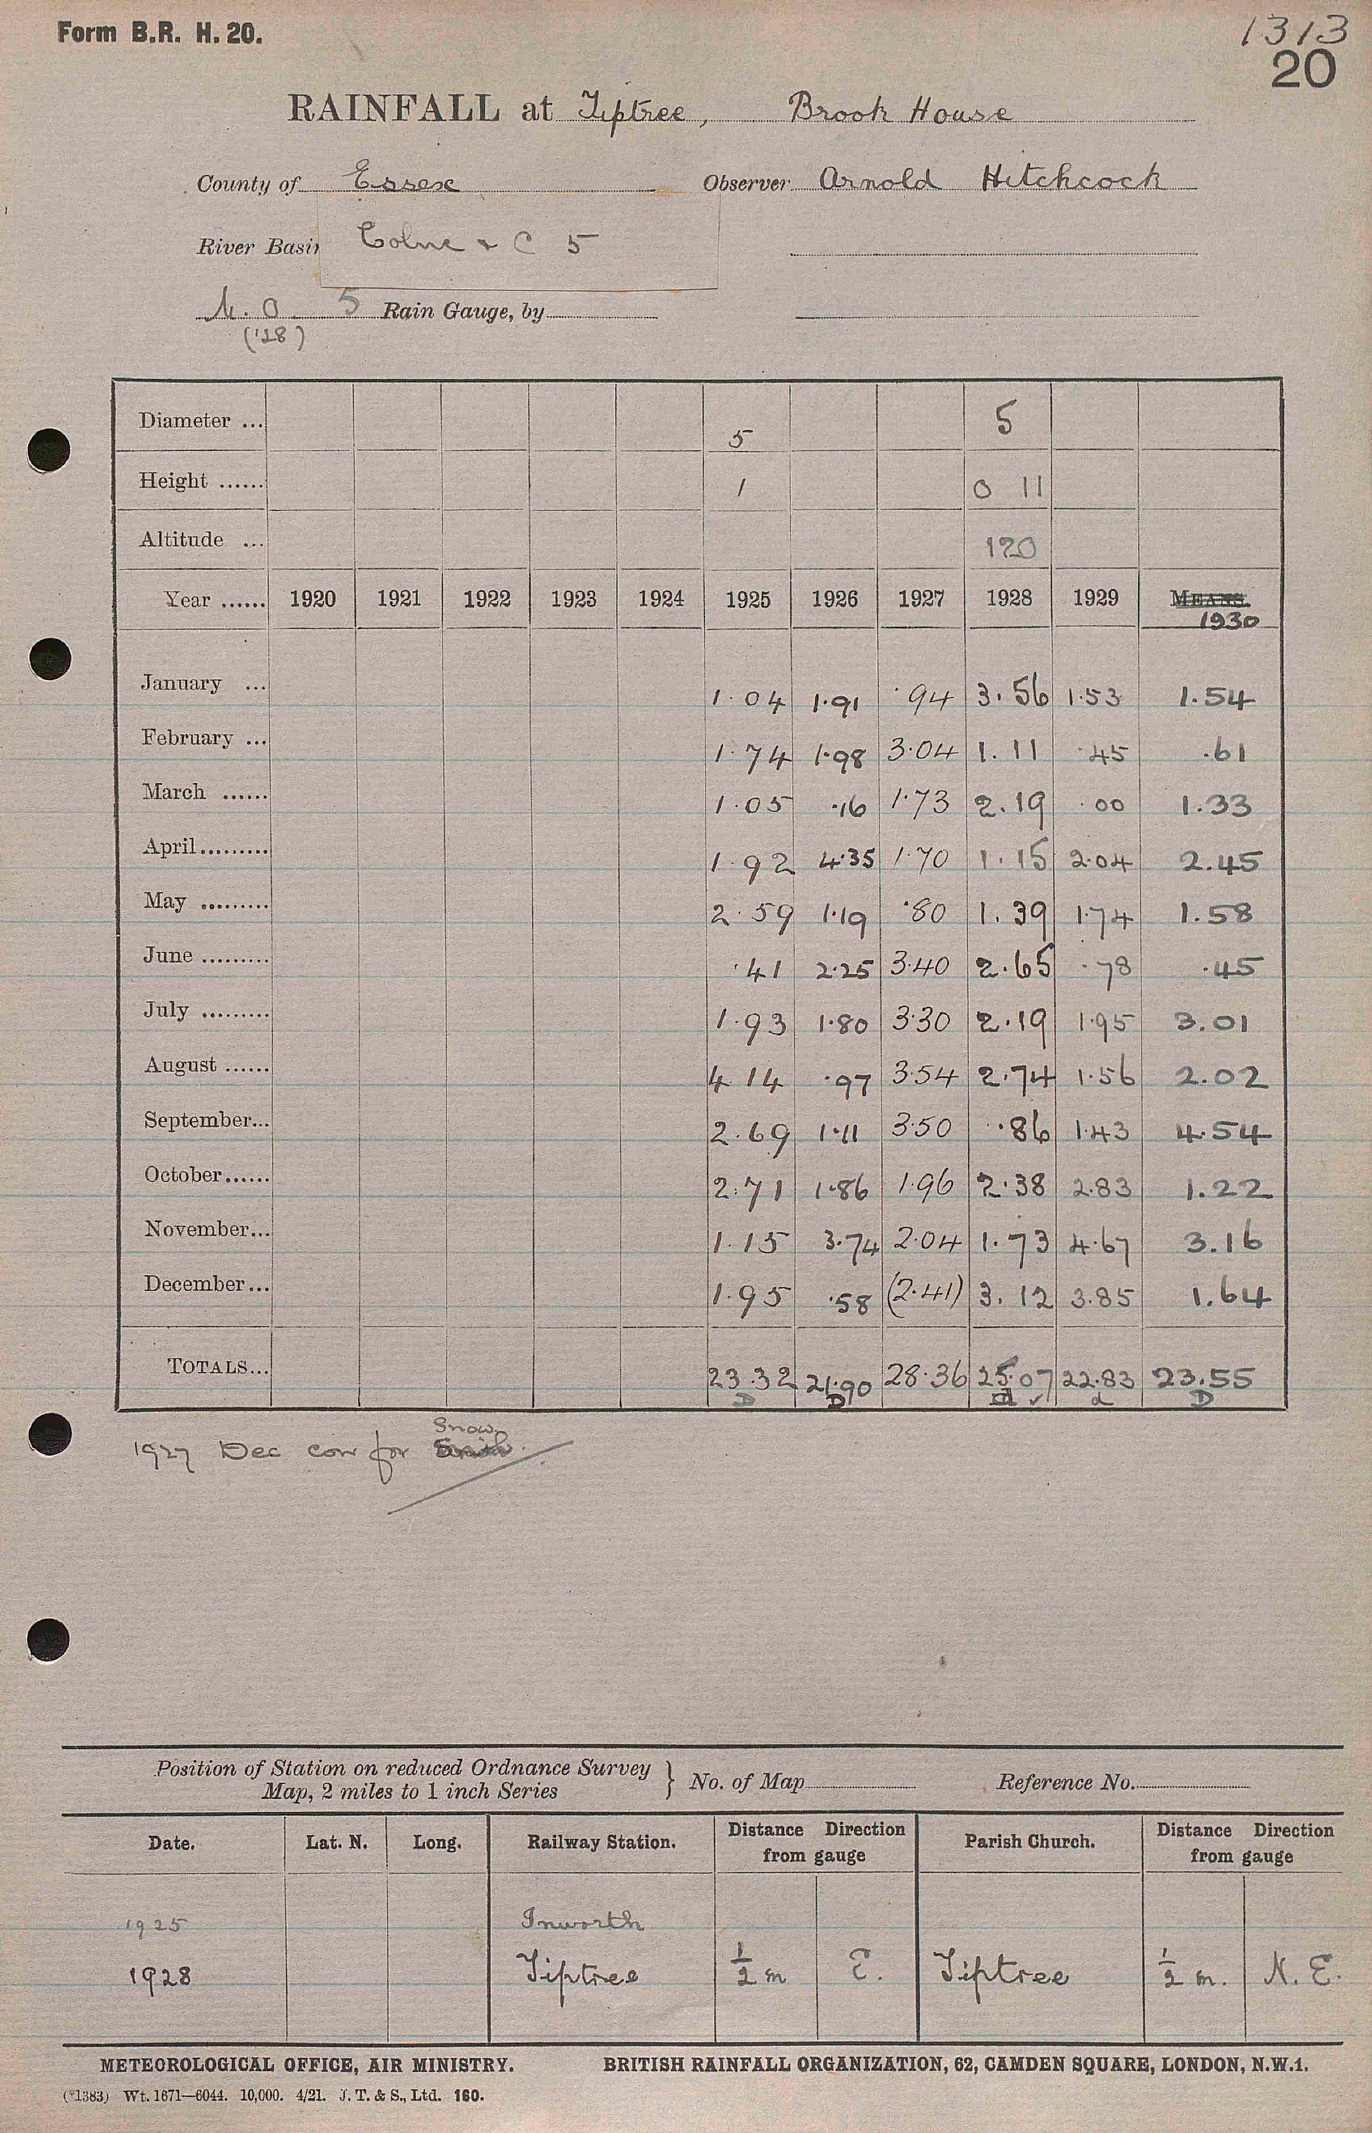 Form B.R. H. 20.
1313
20
RAINFALL at Tiptree, Brook House
County of Essex Observer Arnold Hitchcock
River Basin Colne & C 5
M.O. 5 Rain Gauge, by
('28)
Diameter ... 5 5
Height ...... 1 0 11
Altitude ... 120
Year ...... 1920 1921 1922 1923 1924 1925 1926 1927 1928 1929 MEANS.
1930
January ... 1.04 1.91 .94 3.56 1.53 1.54
February ... 1.74 1.98 3.04 1.11 .45 .61
March ...... 1.05 .16 1.73 2.19 .00 1.33
April......... 1.92 4.35 1.70 1.15 2.04 2.45
May ......... 2.59 1.19 .80 1.39 1.74 1.58
June ......... .41 2.25 3.40 2.65 .78 .45
July ......... 1.93 1.80 3.30 2.19 1.95 3.01
August ...... 4.14 .97 3.54 2.74 1.56 2.02
September... 2.69 1.11 3.50 .86 1.43 4.54
October...... 2.71 1.86 1.96 2.38 2.83 1.22
November... 1.15 3.74 2.04 1.73 4.67 3.16
December... 1.95 .58 (2.41) 3.12 3.85 1.64
TOTALS... 23.32 21.90 28.36 25.07 22.83 23.55
D D d ✓ d D
Snow
1927 Dec corr for
Position of Station on reduced Ordnance Survey
Map, 2 miles to 1 inch Series } No. of Map Reference No.
Date. Lat. N. Long. Railway Station. Distance Direction from gauge Parish Church. Distance Direction from gauge
1925 Inworth
1928 Tiptree ½ m E. Tiptree ½ m. N. E.
METEOROLOGICAL OFFICE, AIR MINISTRY. BRITISH RAINFALL ORGANIZATION, 62, CAMDEN SQUARE, LONDON, N.W.1.
(*1383) Wt. 1671—6044. 10,000. 4/21. J. T. & S., Ltd. 160.